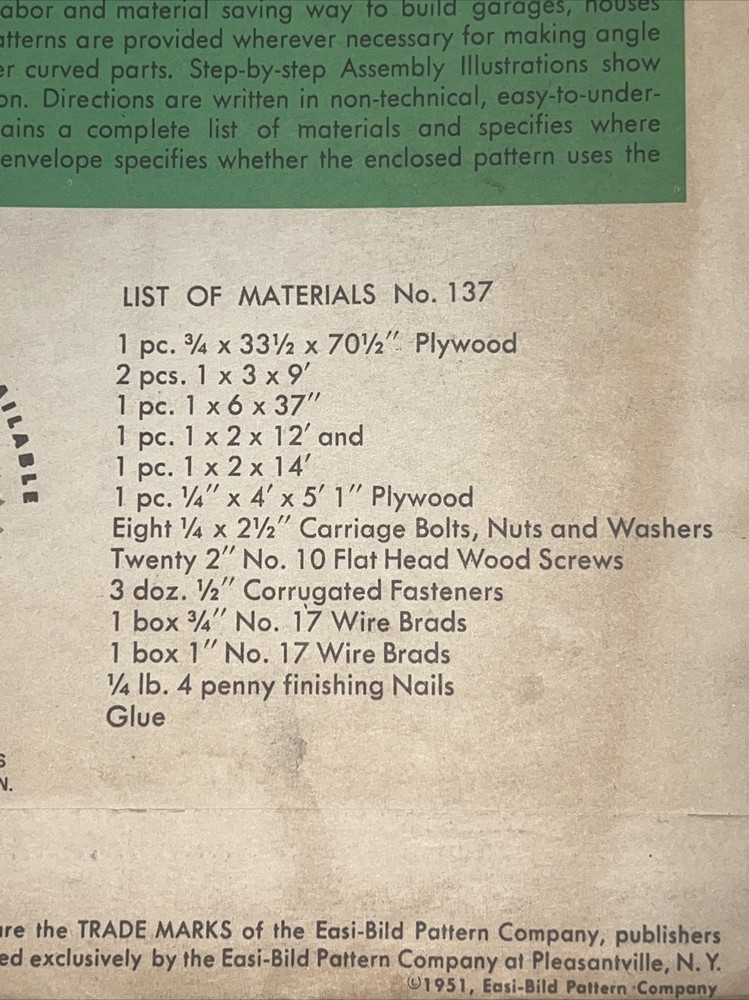 abor and material saving way to build garages, houses
atterns are provided wherever necessary for making angle
er curved parts. Step-by-step Assembly Illustrations show
on. Directions are written in non-technical, easy-to-under-
ains a complete list of materials and specifies where
envelope specifies whether the enclosed pattern uses the
LIST OF MATERIALS No. 137
1 pc. ¾ x 33½ x 70½″ Plywood
2 pcs. 1 x 3 x 9′
1 pc. 1 x 6 x 37″
1 pc. 1 x 2 x 12′ and
1 pc. 1 x 2 x 14′
1 pc. ¼″ x 4′ x 5′ 1″ Plywood
Eight ¼ x 2½″ Carriage Bolts, Nuts and Washers
Twenty 2″ No. 10 Flat Head Wood Screws
3 doz. ½″ Corrugated Fasteners
1 box ¾″ No. 17 Wire Brads
1 box 1″ No. 17 Wire Brads
¼ lb. 4 penny finishing Nails
Glue
AILABLE
S
N.
are the TRADE MARKS of the Easi-Bild Pattern Company, publishers
ed exclusively by the Easi-Bild Pattern Company at Pleasantville, N. Y.
©1951, Easi-Bild Pattern Company